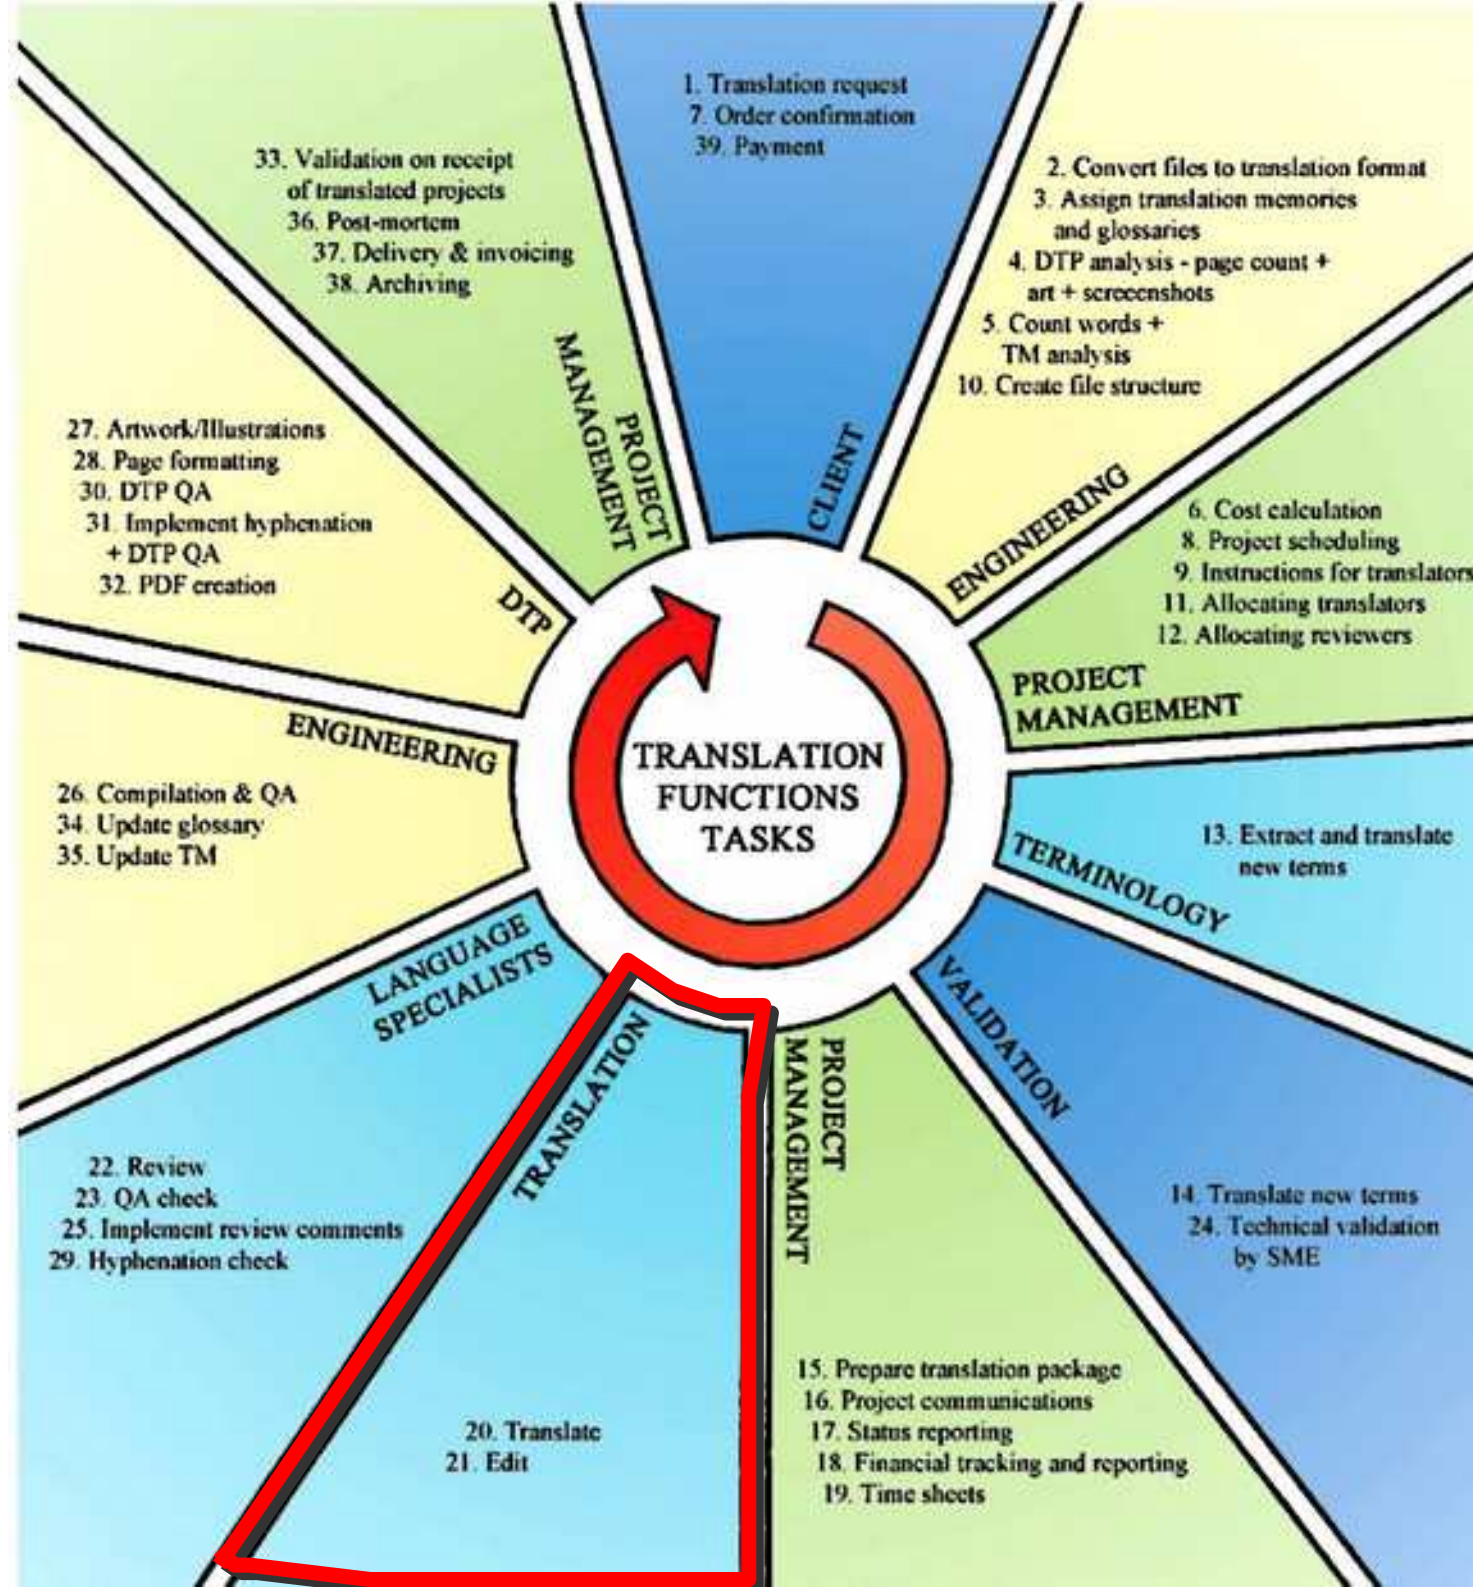 1. Translation request
7. Order confirmation
39. Payment
CLIENT
2. Convert files to translation format
3. Assign translation memories
and glossaries
4. DTP analysis - page count +
art + screeenshots
5. Count words +
TM analysis
10. Create file structure
ENGINEERING
6. Cost calculation
8. Project scheduling
9. Instructions for translators
11. Allocating translators
12. Allocating reviewers
PROJECT
MANAGEMENT
13. Extract and translate
new terms
TERMINOLOGY
14. Translate new terms
24. Technical validation
by SME
VALIDATION
PROJECT
MANAGEMENT
15. Prepare translation package
16. Project communications
17. Status reporting
18. Financial tracking and reporting
19. Time sheets
TRANSLATION
20. Translate
21. Edit
LANGUAGE
SPECIALISTS
22. Review
23. QA check
25. Implement review comments
29. Hyphenation check
ENGINEERING
26. Compilation & QA
34. Update glossary
35. Update TM
DTP
27. Artwork/Illustrations
28. Page formatting
30. DTP QA
31. Implement hyphenation
+ DTP QA
32. PDF creation
33. Validation on receipt
of translated projects
36. Post-mortem
37. Delivery & invoicing
38. Archiving
PROJECT
MANAGEMENT
TRANSLATION
FUNCTIONS
TASKS